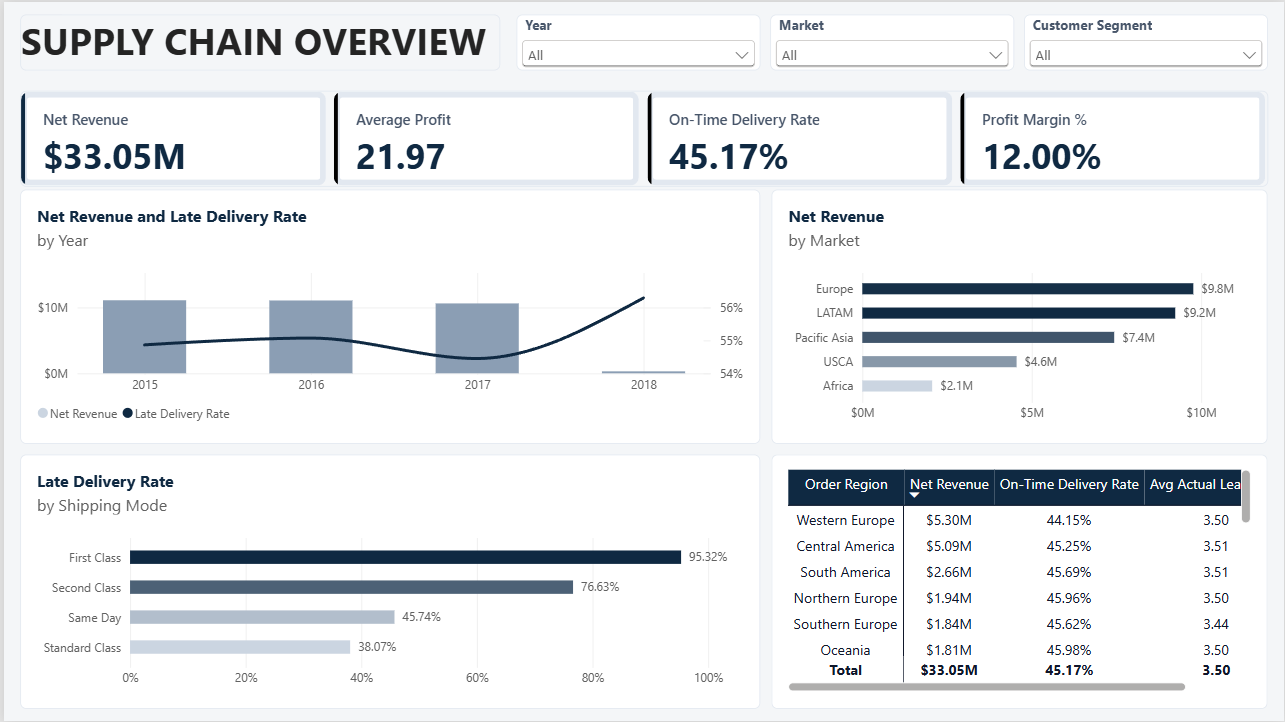 SUPPLY CHAIN OVERVIEW
Year
All
Market
All
Customer Segment
All
Net Revenue
$33.05M
Average Profit
21.97
On-Time Delivery Rate
45.17%
Profit Margin %
12.00%
Net Revenue and Late Delivery Rate
by Year
$10M
$0M
56%
55%
54%
2015 2016 2017 2018
Net Revenue Late Delivery Rate
Net Revenue
by Market
Europe $9.8M
LATAM $9.2M
Pacific Asia $7.4M
USCA $4.6M
Africa $2.1M
$0M $5M $10M
Late Delivery Rate
by Shipping Mode
First Class 95.32%
Second Class 76.63%
Same Day 45.74%
Standard Class 38.07%
0% 20% 40% 60% 80% 100%
Order Region Net Revenue On-Time Delivery Rate Avg Actual Lea
Western Europe $5.30M 44.15% 3.50
Central America $5.09M 45.25% 3.51
South America $2.66M 45.69% 3.51
Northern Europe $1.94M 45.96% 3.50
Southern Europe $1.84M 45.62% 3.44
Oceania $1.81M 45.98% 3.50
Total $33.05M 45.17% 3.50